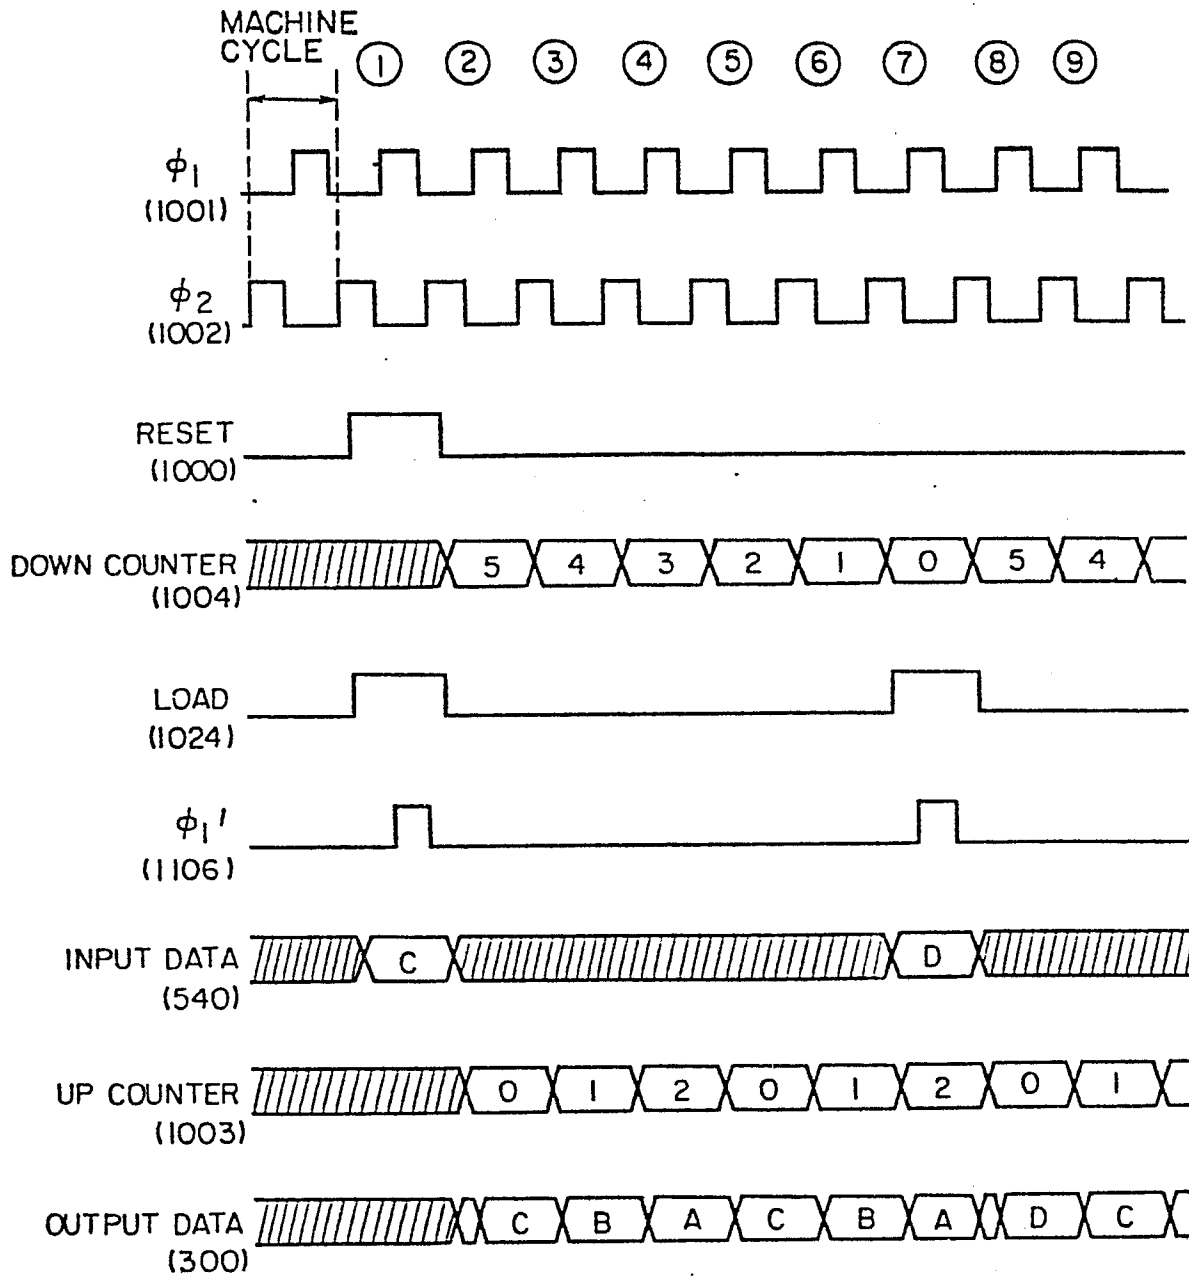 MACHINE
CYCLE
① ② ③ ④ ⑤ ⑥ ⑦ ⑧ ⑨
ϕ1
(1001)
ϕ2
(1002)
RESET
(1000)
DOWN COUNTER
(1004)
5 4 3 2 1 0 5 4
LOAD
(1024)
ϕ1'
(1106)
INPUT DATA
(540)
C D
UP COUNTER
(1003)
0 1 2 0 1 2 0 1
OUTPUT DATA
(300)
C B A C B A D C